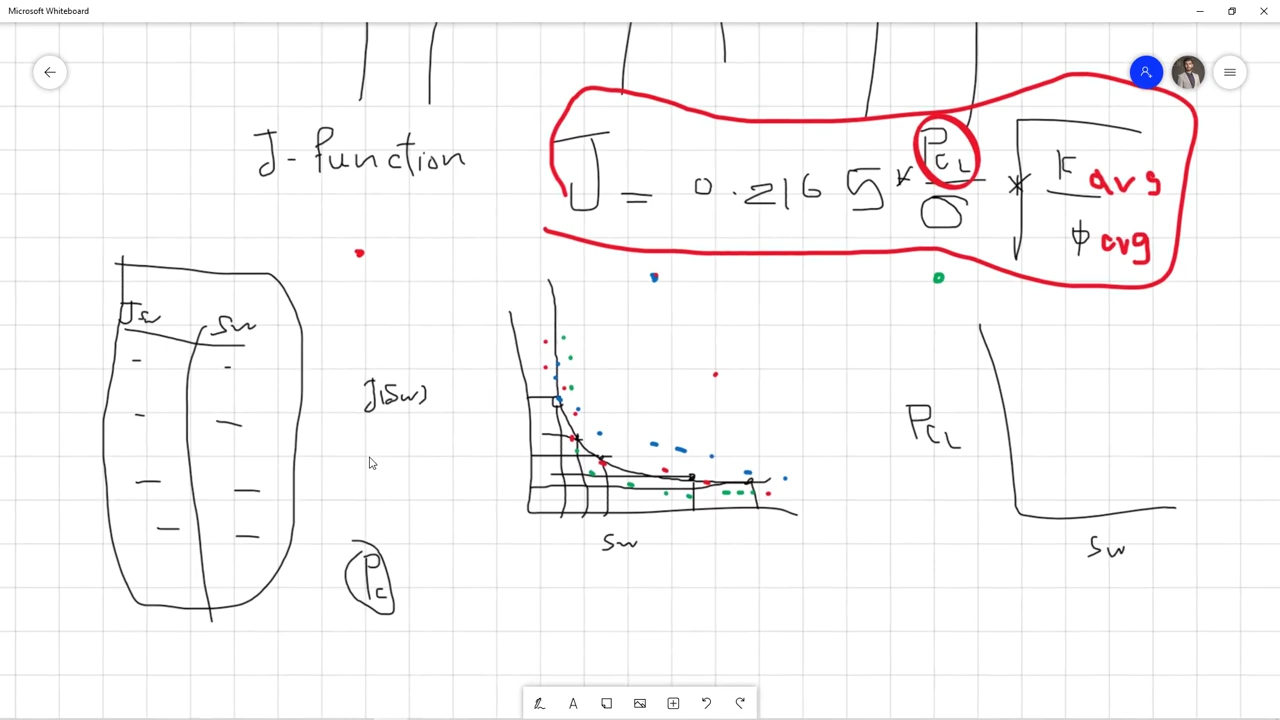 Microsoft Whiteboard
J-function
J = 0.2165 * PcL / σ * √ K avg / φ avg
Jsw Sw
J(Sw)
Pc
Sw
PcL
Sw
A